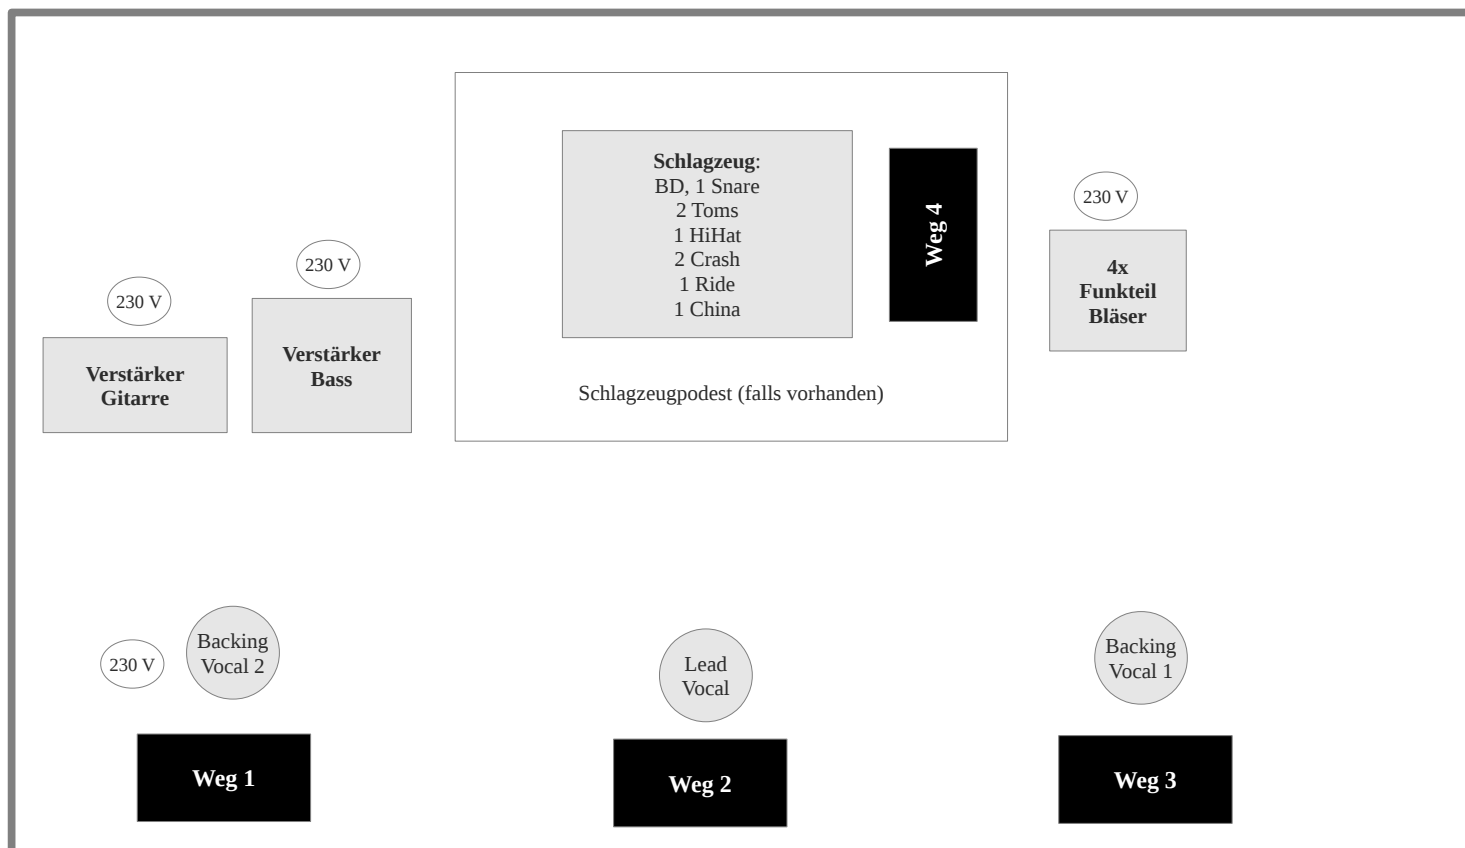 Schlagzeug:
BD, 1 Snare
2 Toms
1 HiHat
2 Crash
1 Ride
1 China
Weg 4
Schlagzeugpodest (falls vorhanden)
230 V
4x
Funkteil
Bläser
230 V
Verstärker
Bass
230 V
Verstärker
Gitarre
230 V
Backing
Vocal 2
Lead
Vocal
Backing
Vocal 1
Weg 1
Weg 2
Weg 3